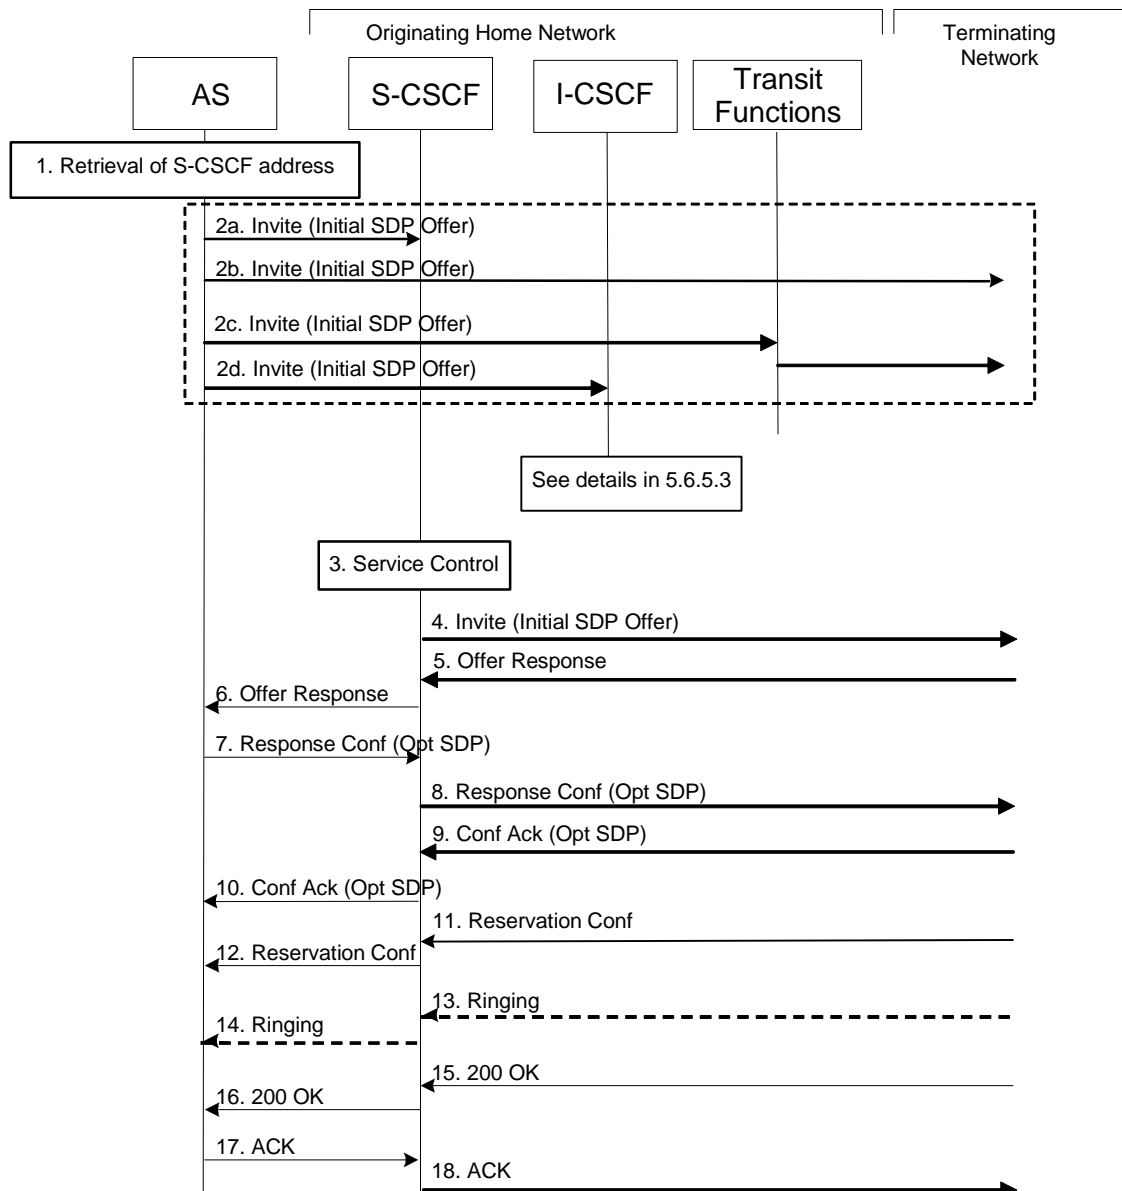 Originating Home Network
Terminating
Network
AS
S-CSCF
I-CSCF
Transit
Functions
1. Retrieval of S-CSCF address
2a. Invite (Initial SDP Offer)
2b. Invite (Initial SDP Offer)
2c. Invite (Initial SDP Offer)
2d. Invite (Initial SDP Offer)
See details in 5.6.5.3
3. Service Control
4. Invite (Initial SDP Offer)
5. Offer Response
6. Offer Response
7. Response Conf (Opt SDP)
8. Response Conf (Opt SDP)
9. Conf Ack (Opt SDP)
10. Conf Ack (Opt SDP)
11. Reservation Conf
12. Reservation Conf
13. Ringing
14. Ringing
15. 200 OK
16. 200 OK
17. ACK
18. ACK